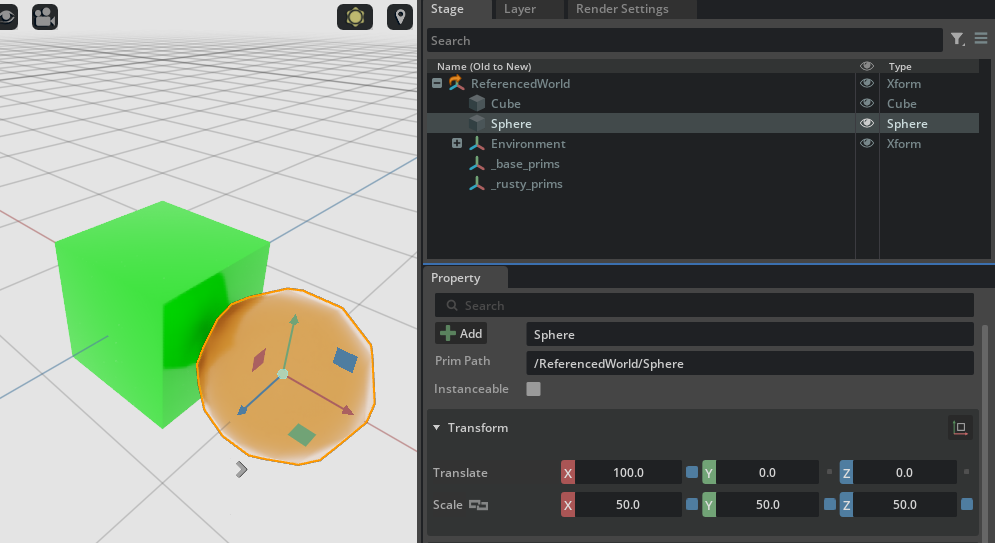 Stage Layer Render Settings
Search
Name (Old to New) Type
ReferencedWorld Xform
Cube Cube
Sphere Sphere
Environment Xform
_base_prims
_rusty_prims
Property
Search
Add Sphere
Prim Path /ReferencedWorld/Sphere
Instanceable
Transform
Translate X 100.0 Y 0.0 Z 0.0
Scale X 50.0 Y 50.0 Z 50.0